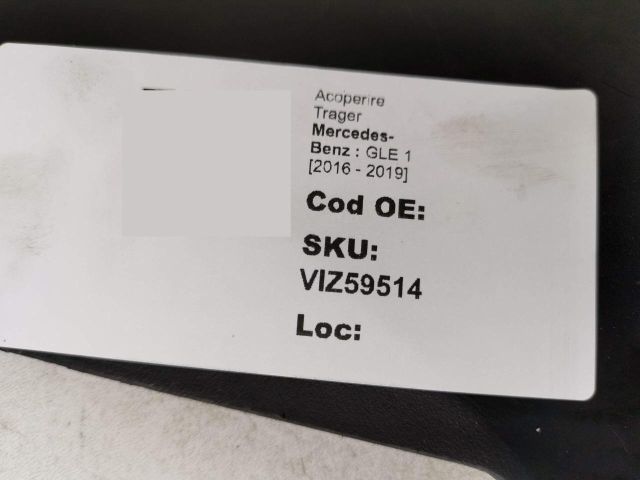 Acoperire
Trager
Mercedes-
Benz : GLE 1
[2016 - 2019]
Cod OE:
SKU:
VIZ59514
Loc: